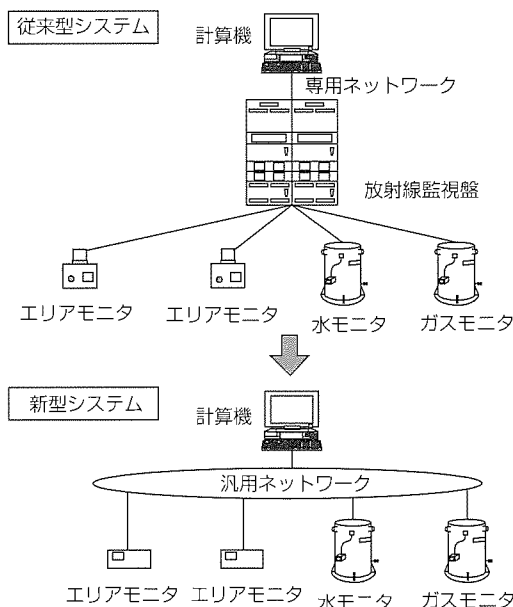 従来型システム
計算機
専用ネットワーク
放射線監視盤
エリアモニタ
エリアモニタ
水モニタ
ガスモニタ
新型システム
計算機
汎用ネットワーク
エリアモニタ
エリアモニタ
水モニタ
ガスモニタ